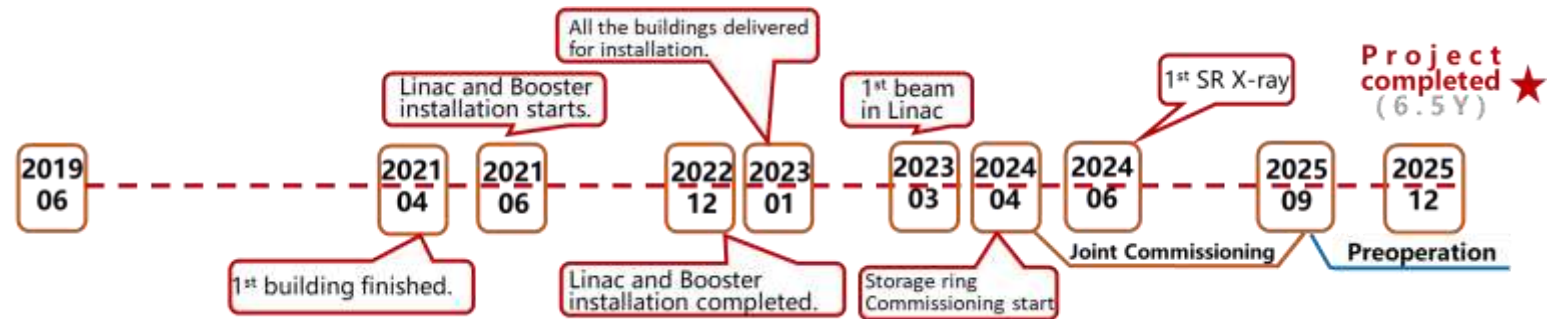 All the buildings delivered
for installation.
Linac and Booster
installation starts.
1st beam
in Linac
1st SR X-ray
Project
completed
(6.5Y)
2019
06
2021
04
2021
06
2022
12
2023
01
2023
03
2024
04
2024
06
2025
09
2025
12
1st building finished.
Linac and Booster
installation completed.
Storage ring
Commissioning start
Joint Commissioning
Preoperation